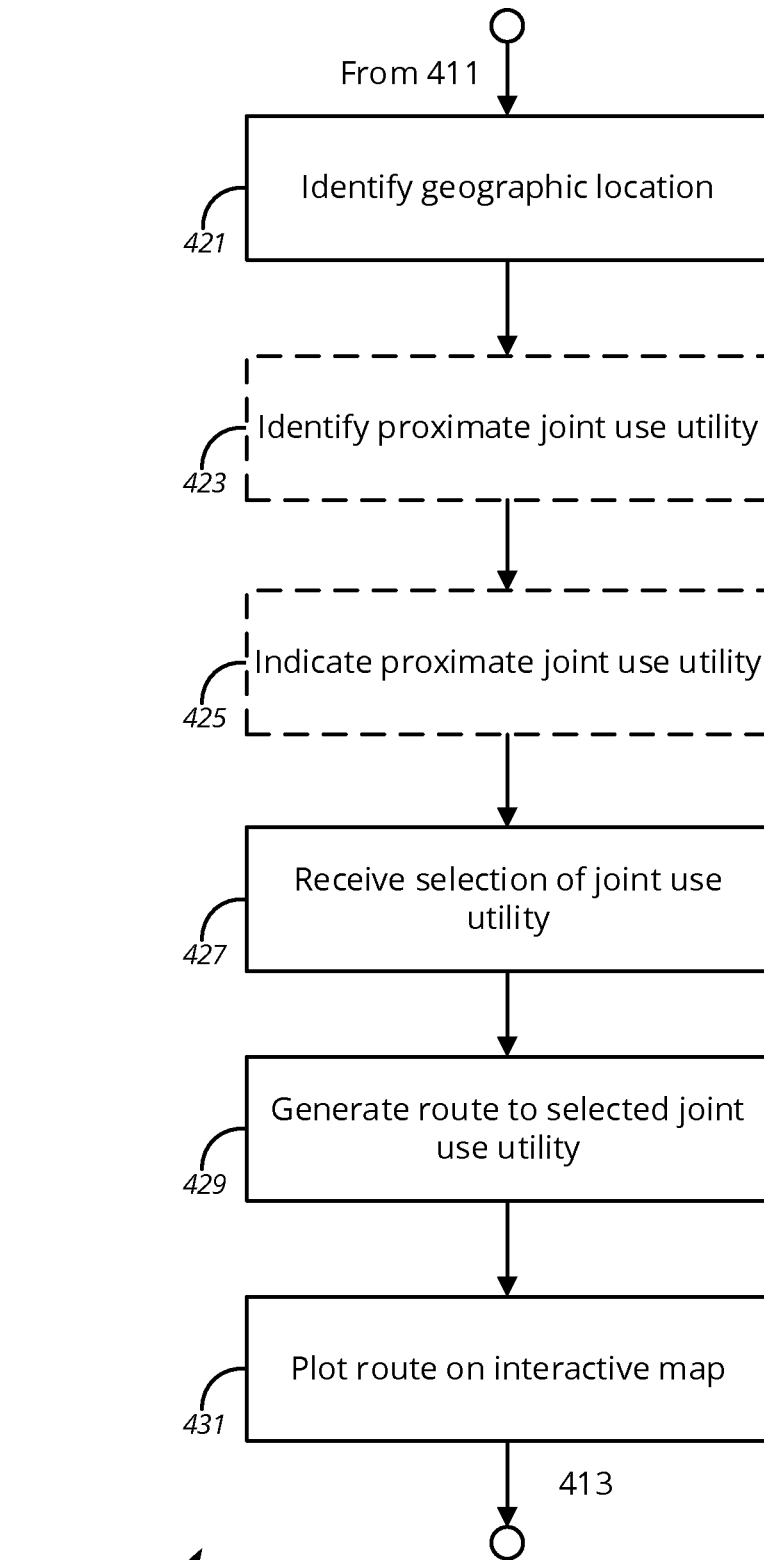 From 411
Identify geographic location
421
Identify proximate joint use utility
423
Indicate proximate joint use utility
425
Receive selection of joint use
utility
427
Generate route to selected joint
use utility
429
Plot route on interactive map
431
413